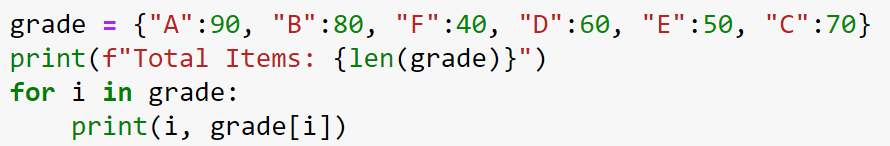 grade = {"A":90, "B":80, "F":40, "D":60, "E":50, "C":70}
print(f"Total Items: {len(grade)}")
for i in grade:
    print(i, grade[i])